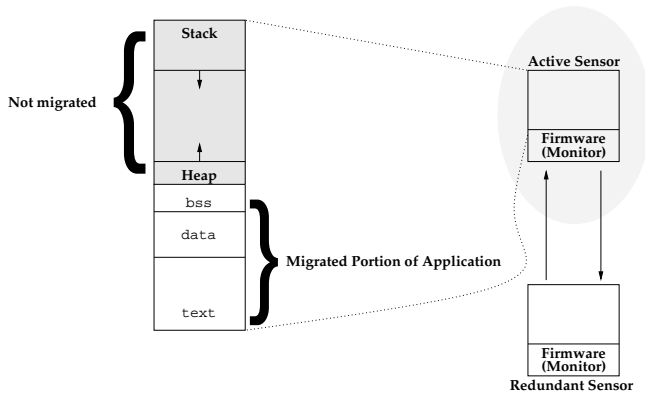 Stack
Not migrated
Heap
bss
data
Migrated Portion of Application
text
Active Sensor
Firmware
(Monitor)
Firmware
(Monitor)
Redundant Sensor